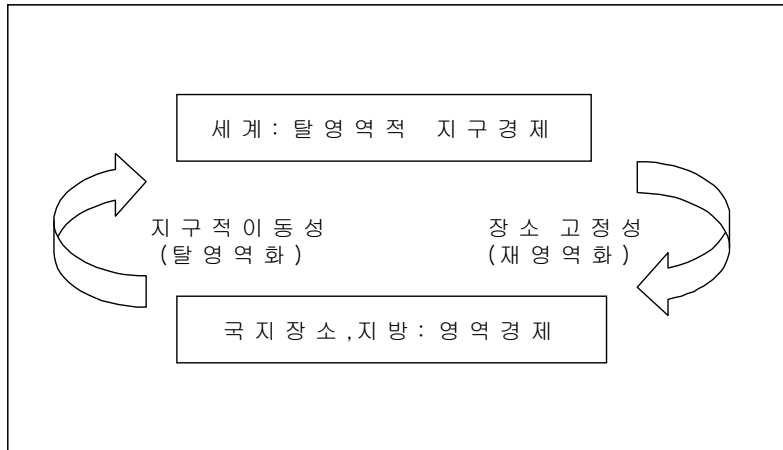 세계: 탈영역적 지구경제
지구적이동성
(탈영역화)
장소 고정성
(재영역화)
국지장소,지방: 영역경제